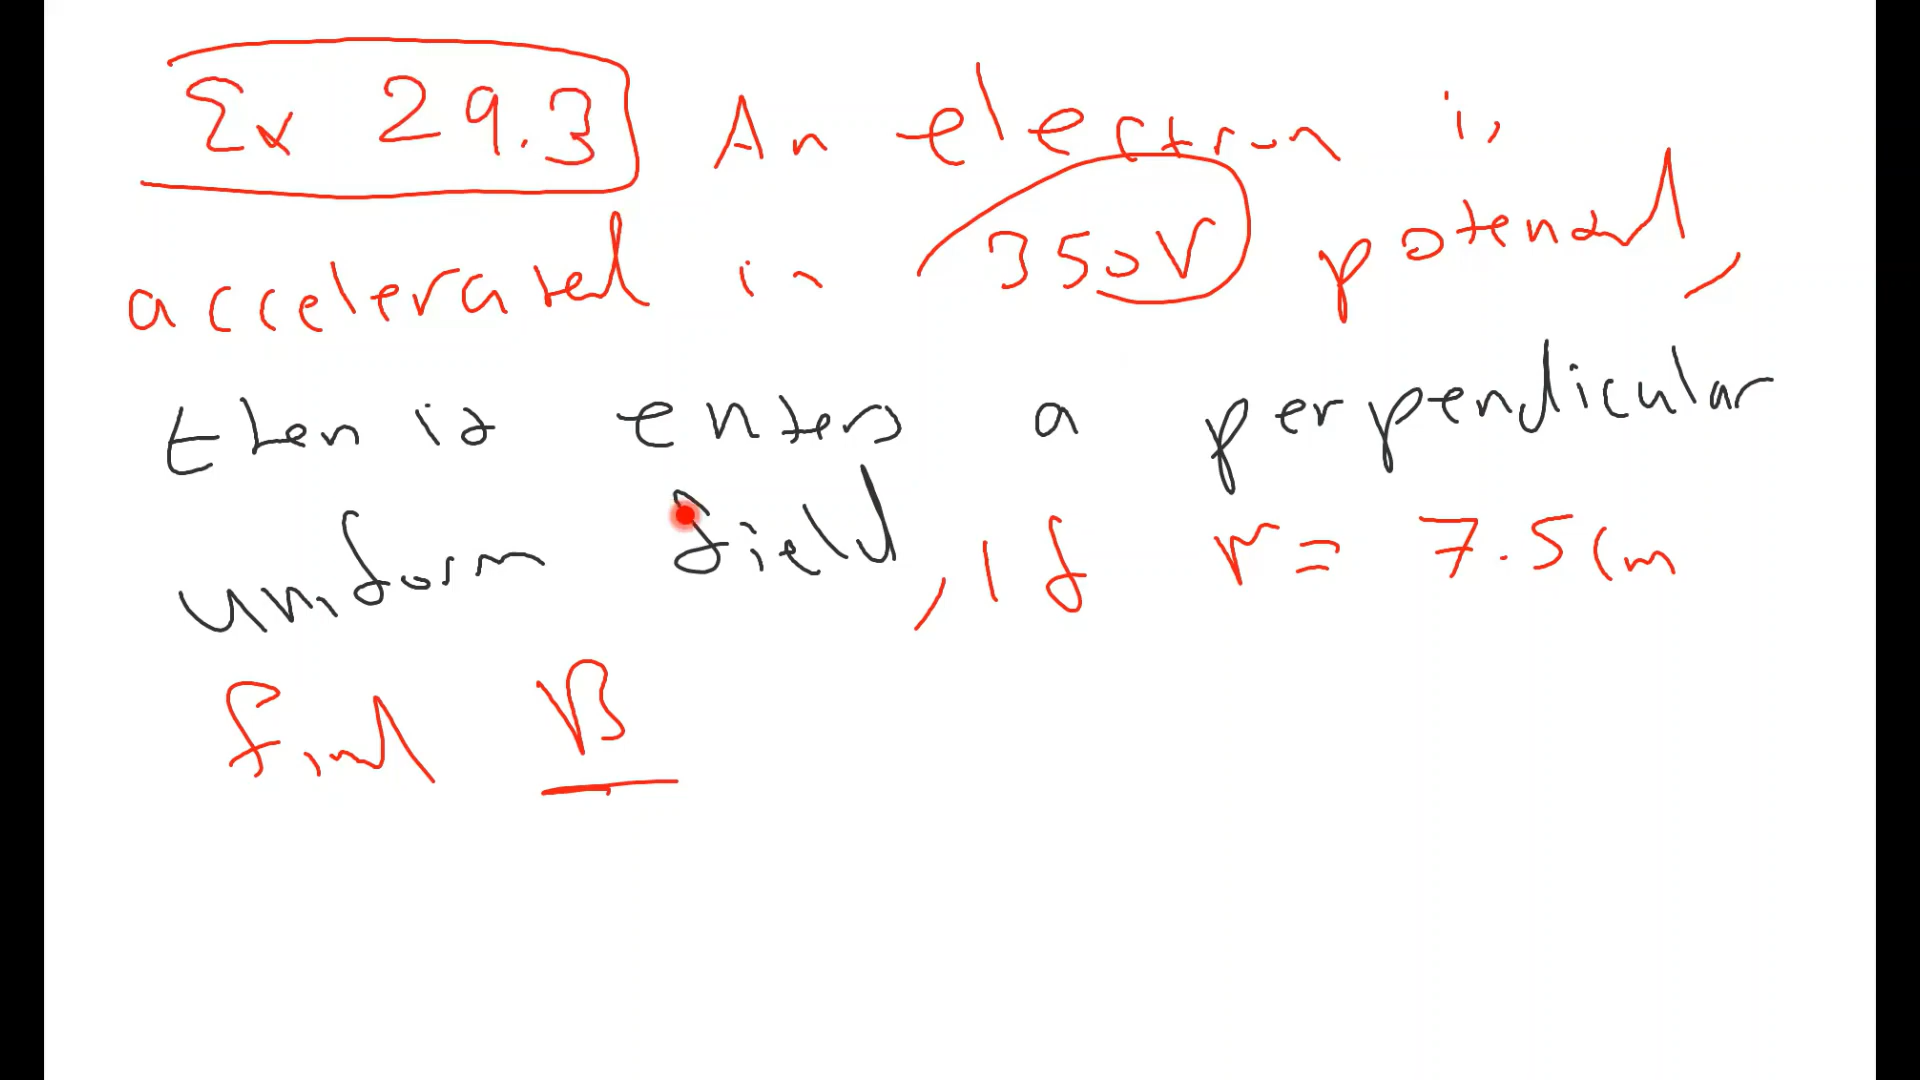 Ex 29.3 An electron is
accelerated in 350V potenal,
then it enters a perpendicular
uniform field, If r = 7.5cm
find B